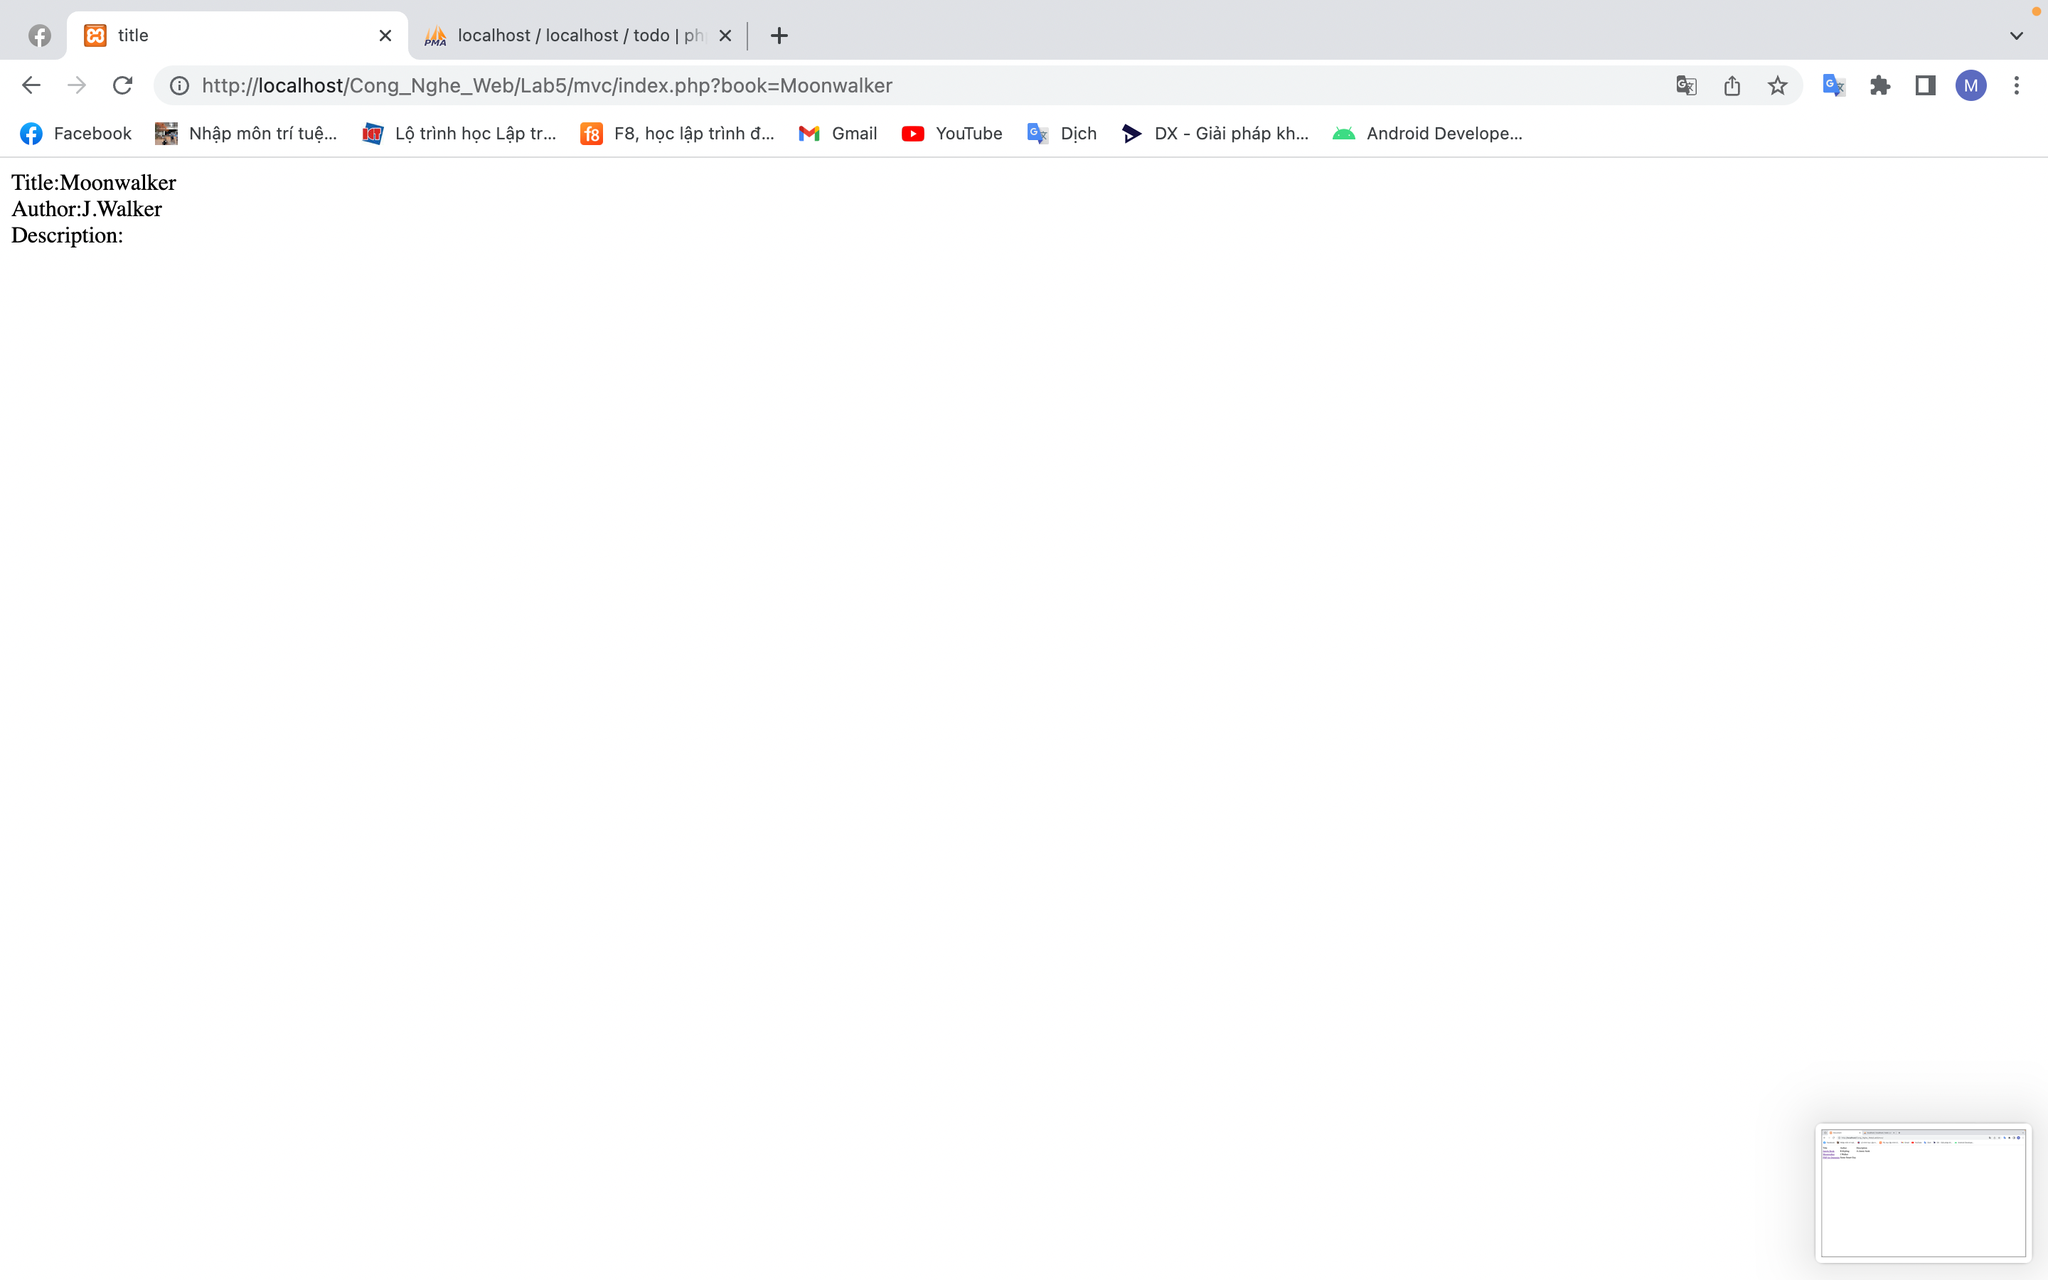 title
localhost / localhost / todo | ph
http://localhost/Cong_Nghe_Web/Lab5/mvc/index.php?book=Moonwalker
M
Facebook Nhập môn trí tuệ... Lộ trình học Lập tr... F8, học lập trình đ... Gmail YouTube Dịch DX - Giải pháp kh... Android Develope...
Title:Moonwalker
Author:J.Walker
Description: